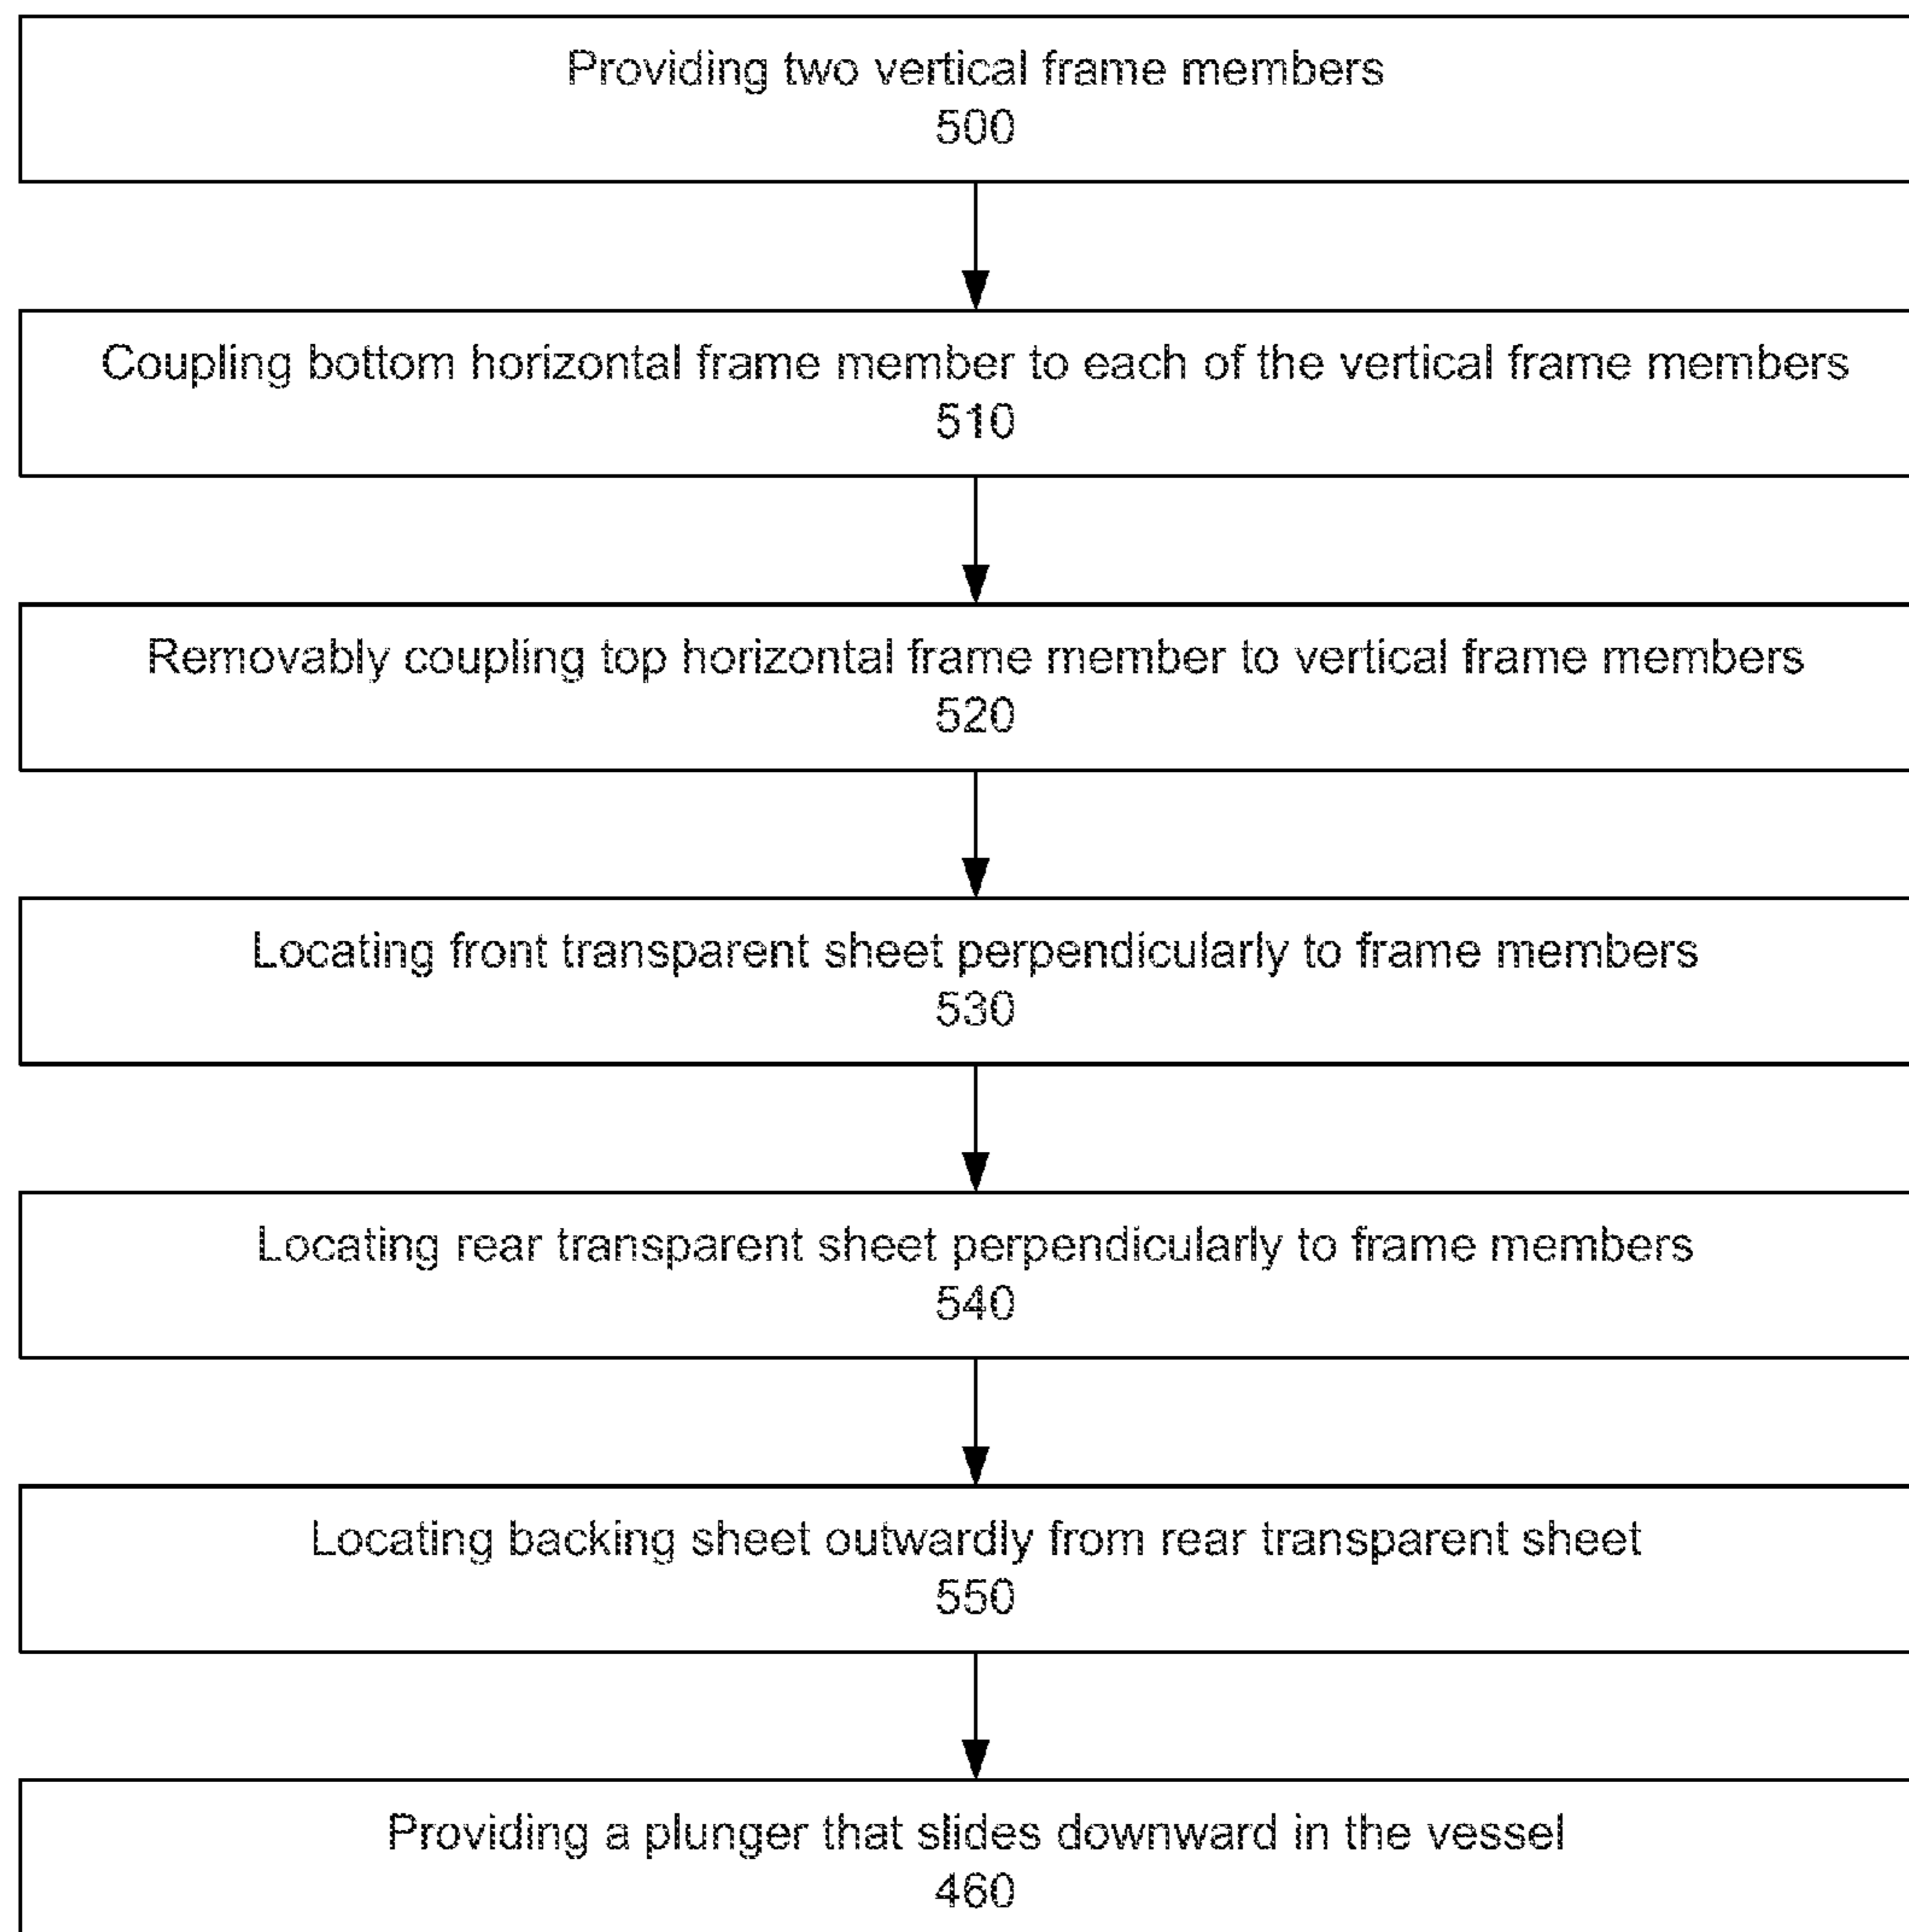 Providing two vertical frame members
500
Coupling bottom horizontal frame member to each of the vertical frame members
510
Removably coupling top horizontal frame member to vertical frame members
520
Locating front transparent sheet perpendicularly to frame members
530
Locating rear transparent sheet perpendicularly to frame members
540
Locating backing sheet outwardly from rear transparent sheet
550
Providing a plunger that slides downward in the vessel
460